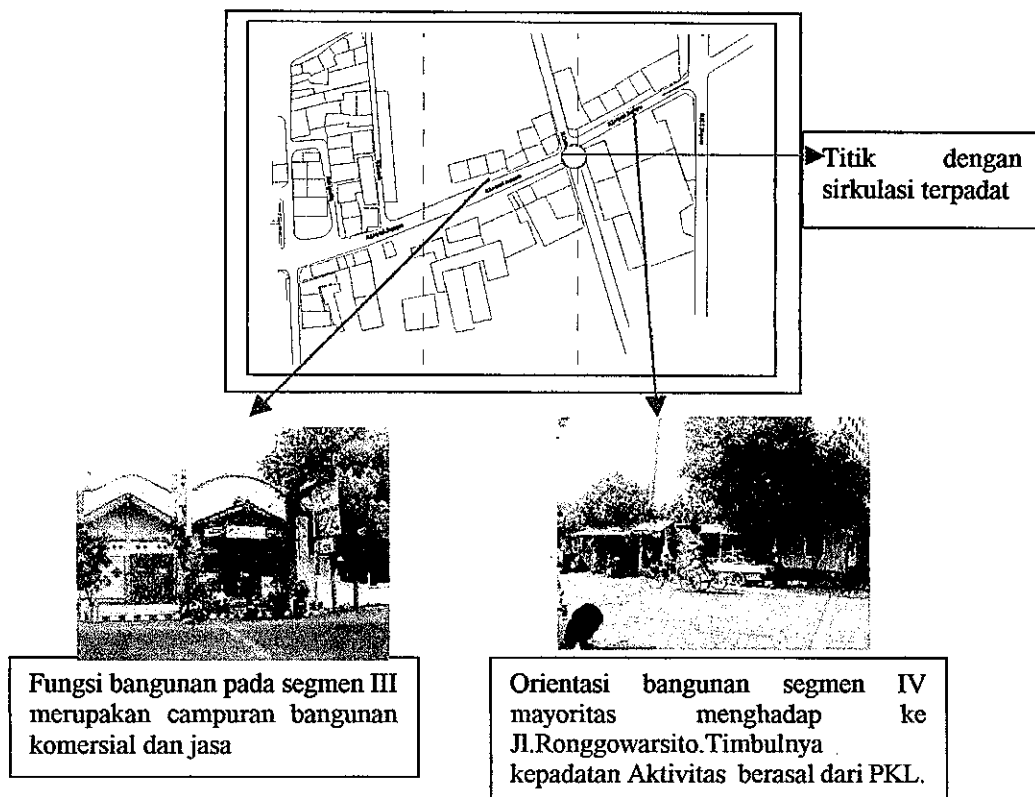 Titik dengan
sirkulasi terpadat
Fungsi bangunan pada segmen III
merupakan campuran bangunan
komersial dan jasa
Orientasi bangunan segmen IV
mayoritas menghadap ke
Jl.Ronggowarsito.Timbulnya
kepadatan Aktivitas berasal dari PKL.